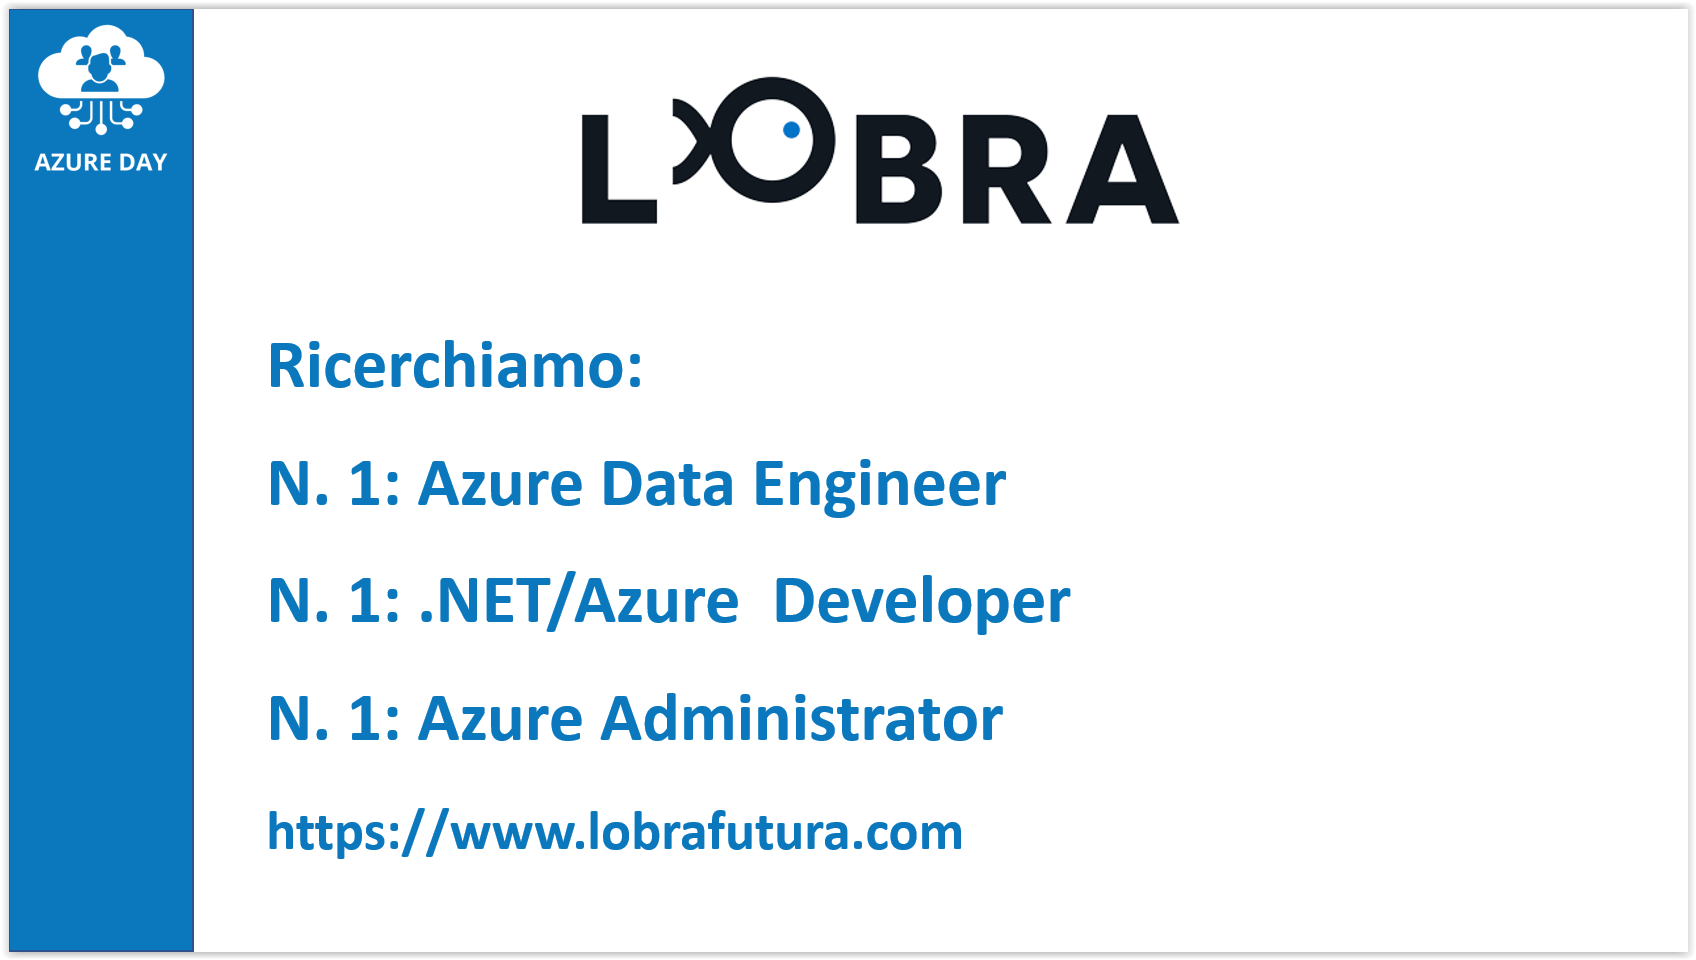 AZURE DAY
LOBRA
Ricerchiamo:
N. 1: Azure Data Engineer
N. 1: .NET/Azure  Developer
N. 1: Azure Administrator
https://www.lobrafutura.com